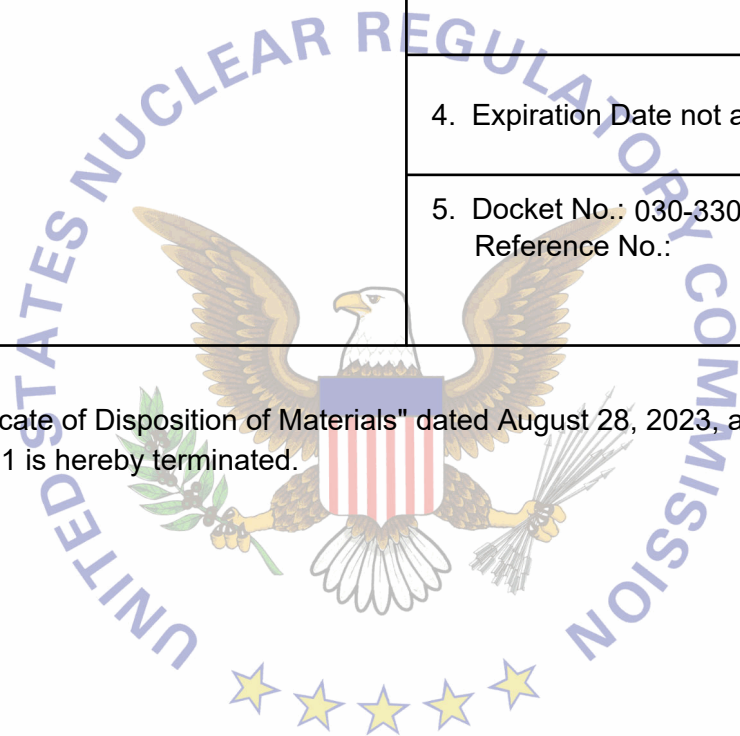 UNITED STATES NUCLEAR REGULATORY COMMISSION
4. Expiration Date not a
5. Docket No.: 030-330
Reference No.:
cate of Disposition of Materials" dated August 28, 2023, a
1 is hereby terminated.